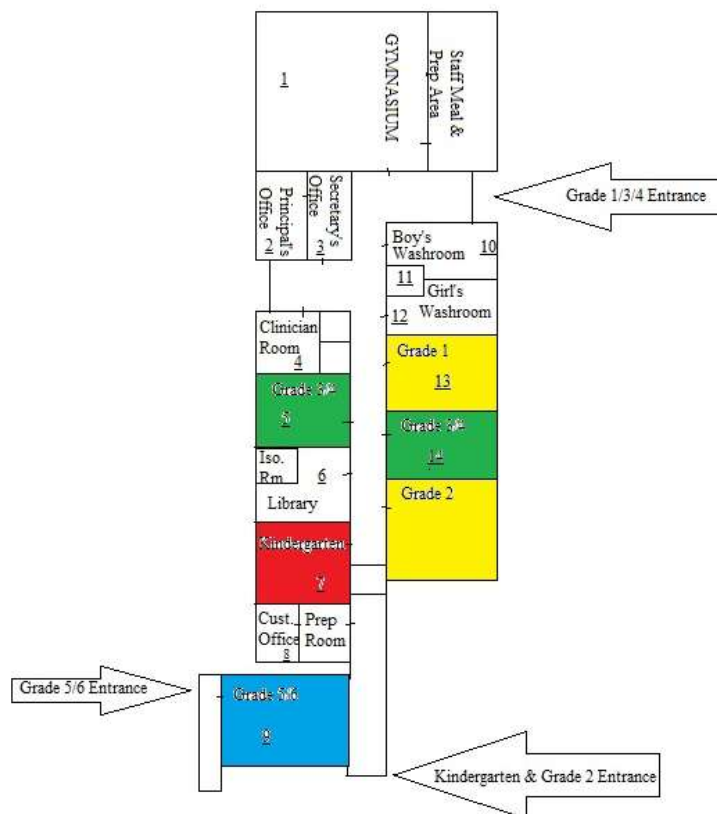 1
GYMNASIUM
Staff Meal &
Prep Area
Principal's
Office
2
Secretary's
Office
3
Grade 1/3/4 Entrance
Boy's
Washroom
10
11
Girl's
Washroom
12
Clinician
Room
4
Grade 1
13
Grade 3/4
5
Grade 3/4
14
Iso.
Rm
6
Library
Grade 2
Kindergarten
7
Cust.
Office
8
Prep
Room
Grade 5/6 Entrance
Grade 5/6
9
Kindergarten & Grade 2 Entrance